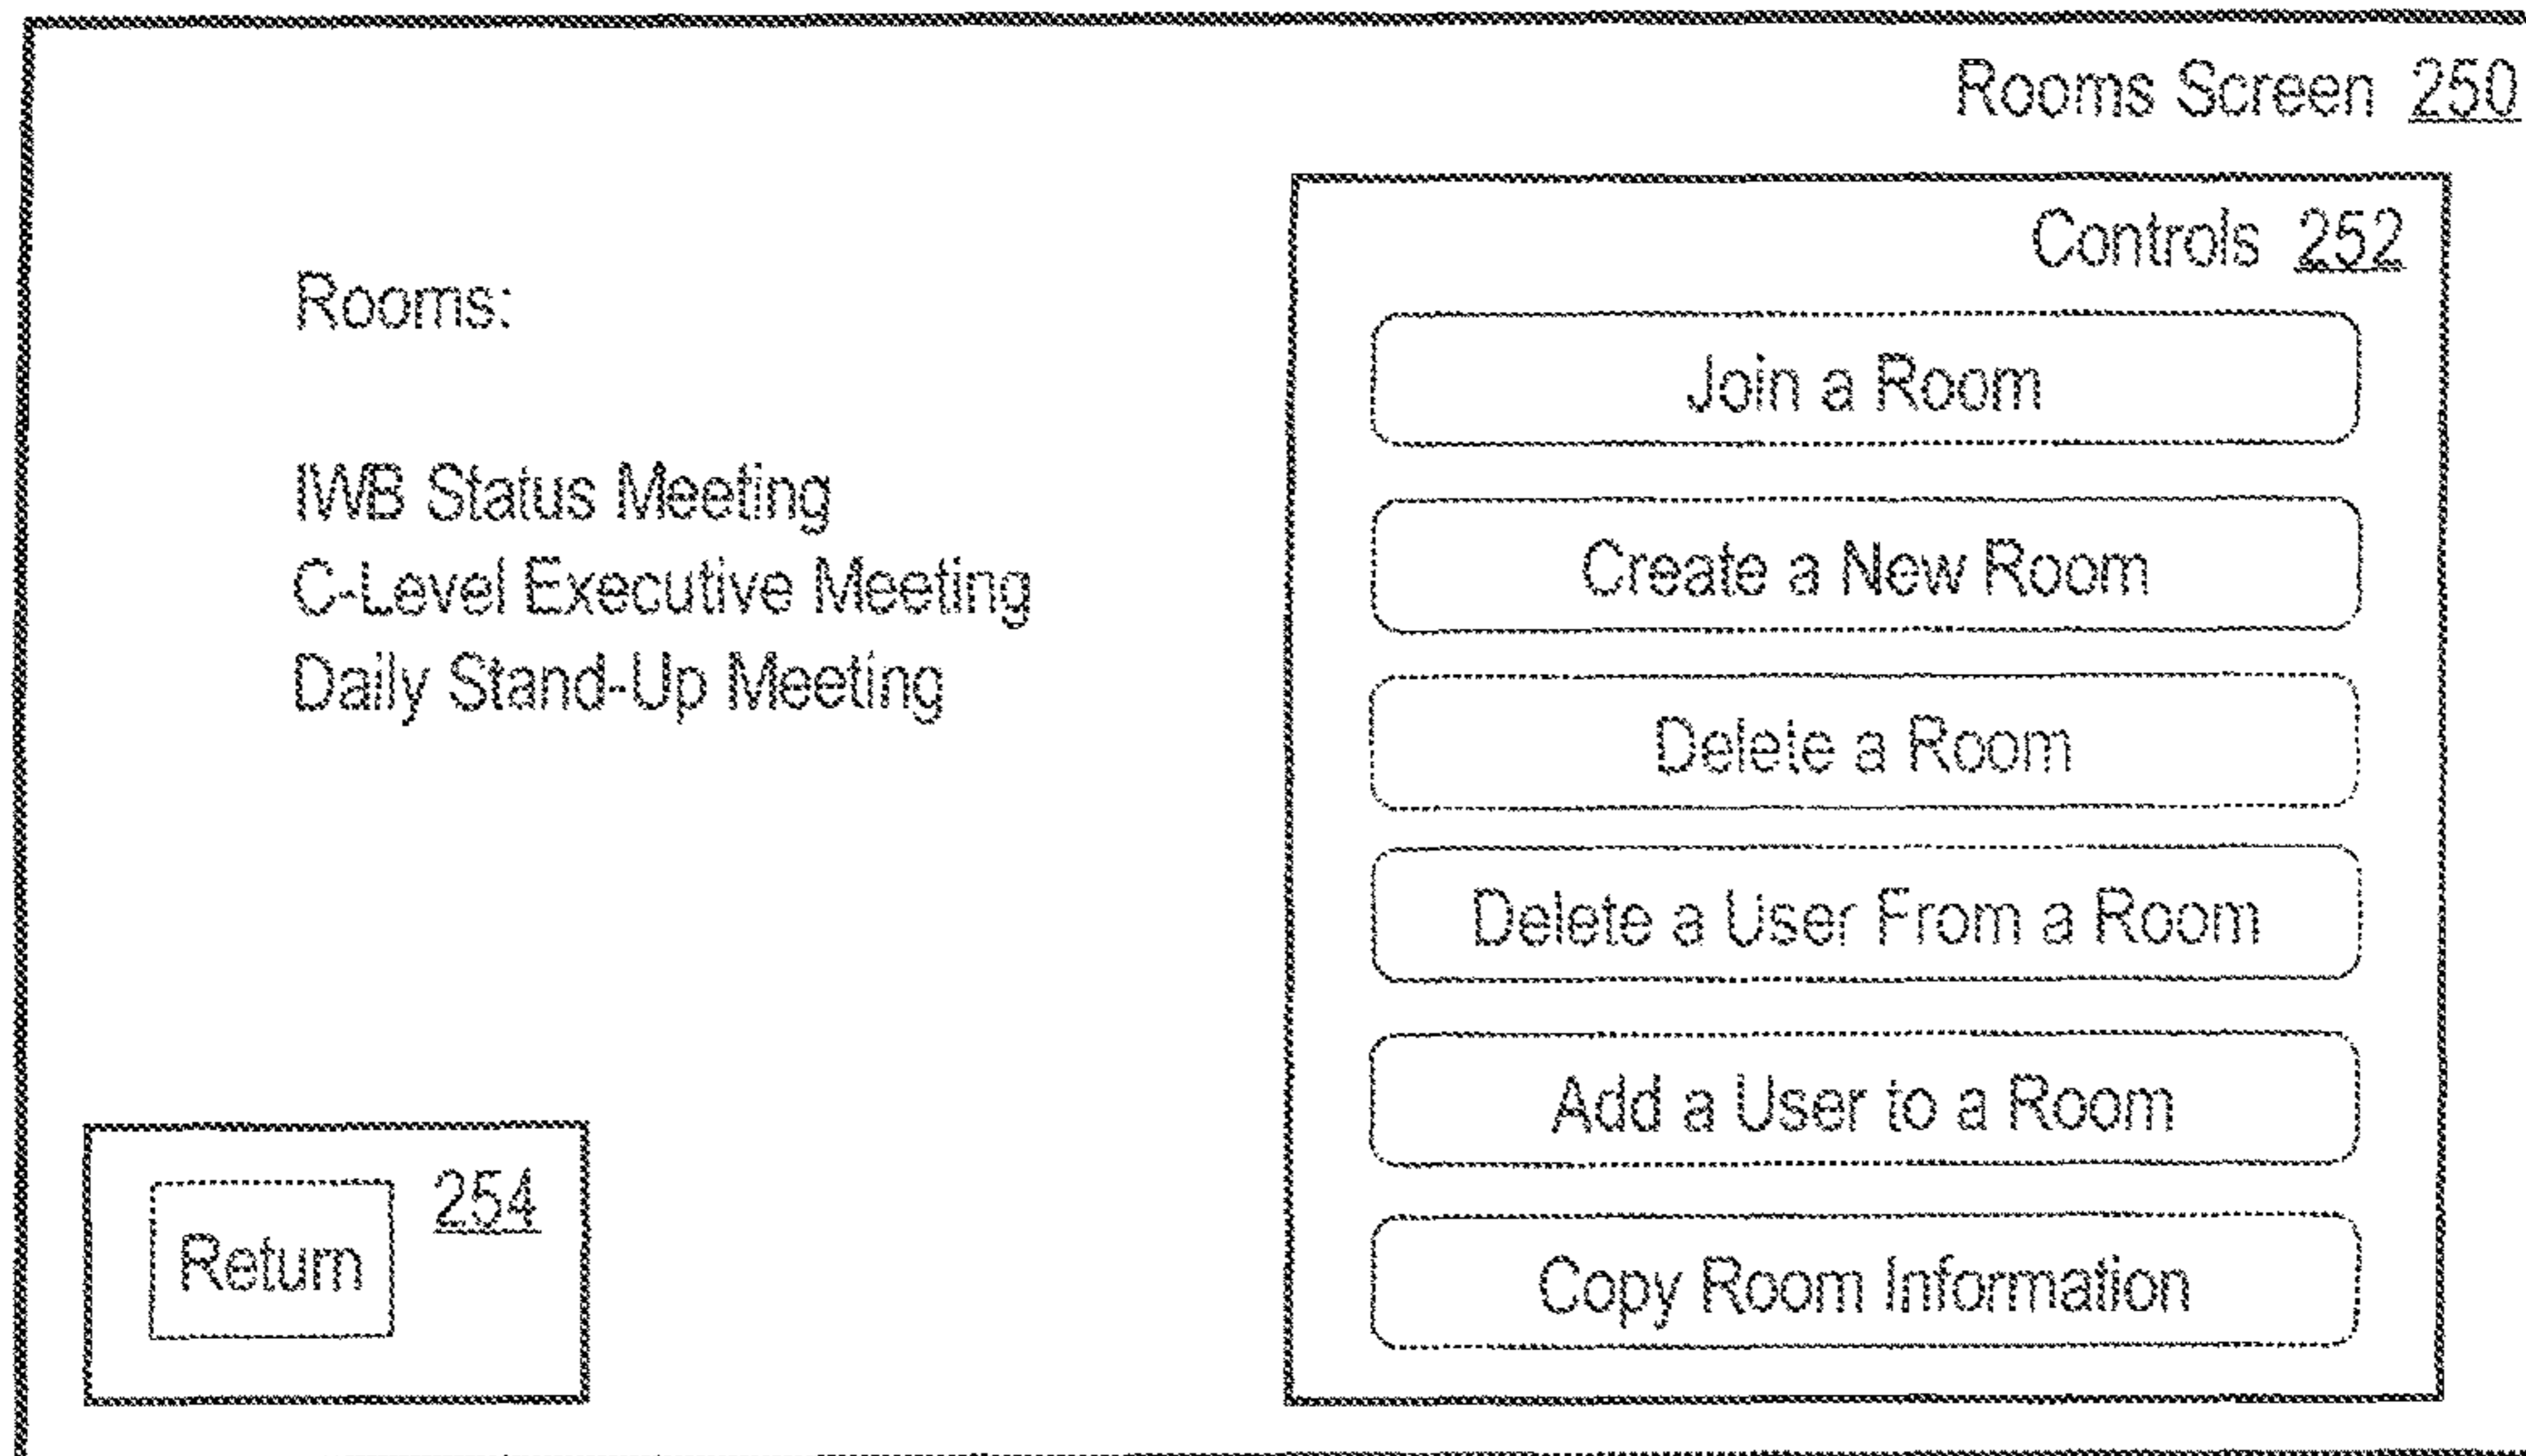 Rooms Screen 250
Rooms:
IWB Status Meeting
C-Level Executive Meeting
Daily Stand-Up Meeting
Controls 252
Join a Room
Create a New Room
Delete a Room
Delete a User From a Room
Add a User to a Room
Copy Room Information
254
Return